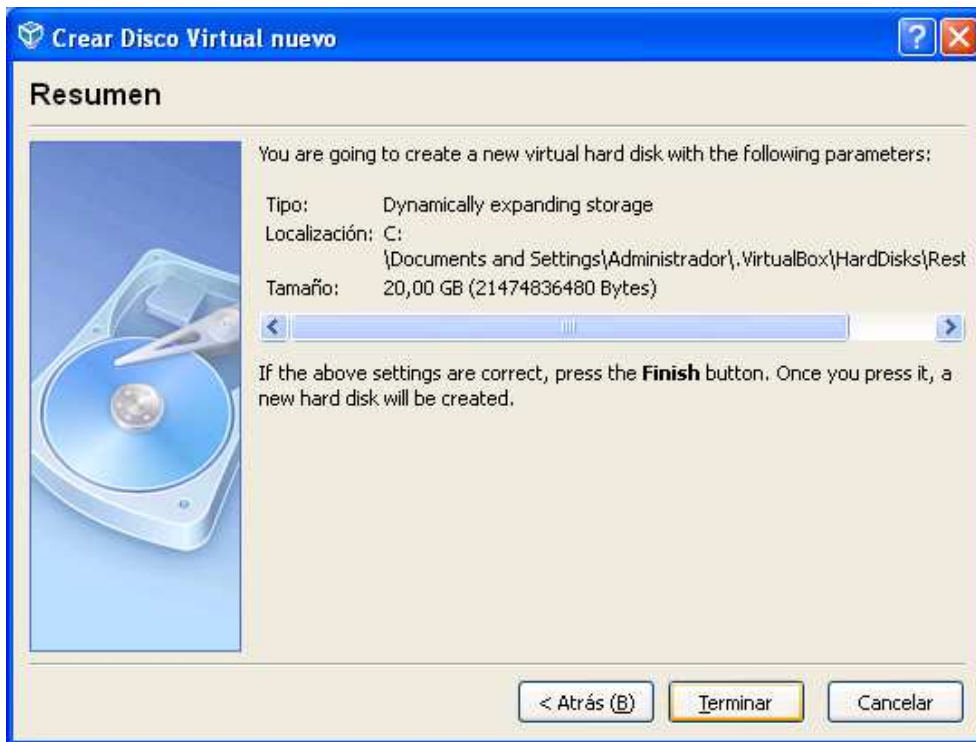 Crear Disco Virtual nuevo
Resumen
You are going to create a new virtual hard disk with the following parameters:
Tipo: Dynamically expanding storage
Localización: C:
\Documents and Settings\Administrador\.VirtualBox\HardDisks\Rest
Tamaño: 20,00 GB (21474836480 Bytes)
If the above settings are correct, press the Finish button. Once you press it, a
new hard disk will be created.
< Atrás (B) Terminar Cancelar